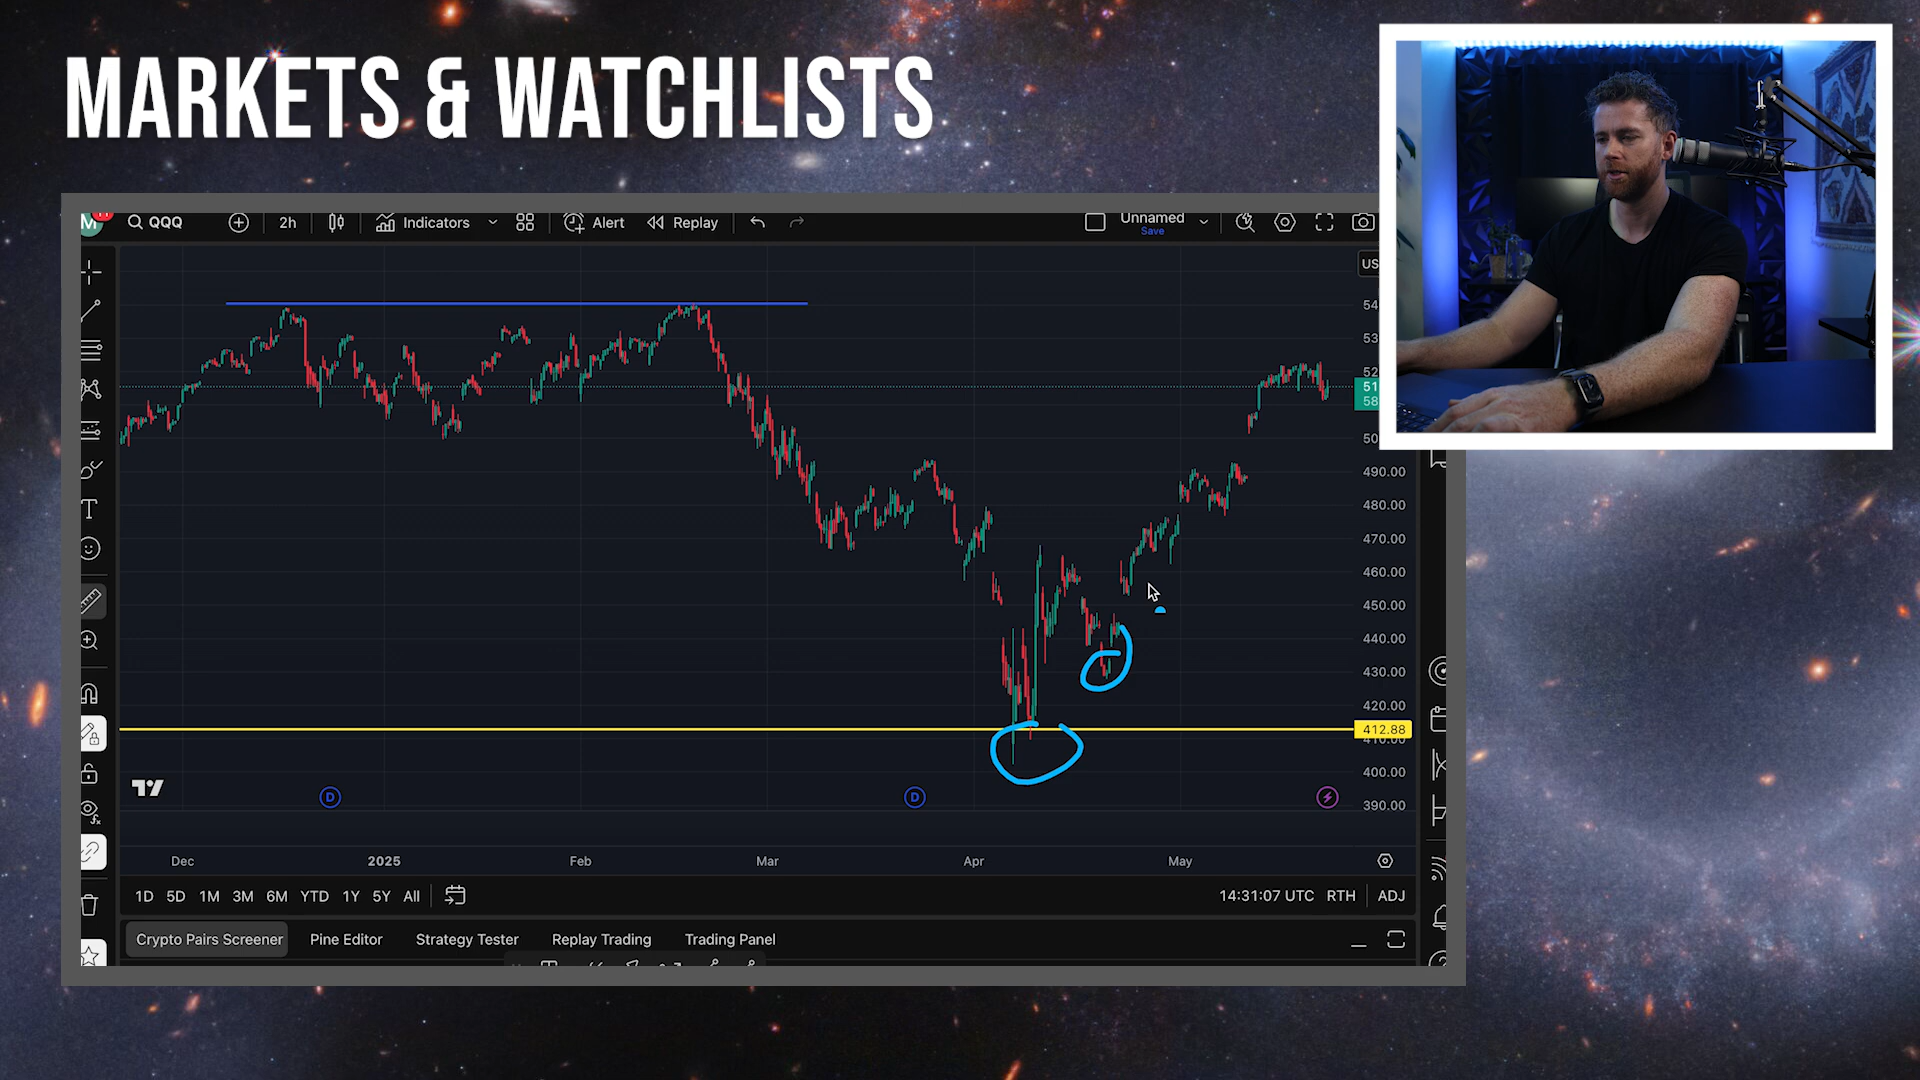 MARKETS & WATCHLISTS
M
QQQ
2h
Indicators
Alert
Replay
Unnamed
Save
US
54
53
52
51
58
50
490.00
480.00
470.00
460.00
450.00
440.00
430.00
420.00
412.88
410.00
400.00
390.00
D
D
Dec
2025
Feb
Mar
Apr
May
1D 5D 1M 3M 6M YTD 1Y 5Y All
14:31:07 UTC RTH ADJ
Crypto Pairs Screener Pine Editor Strategy Tester Replay Trading Trading Panel